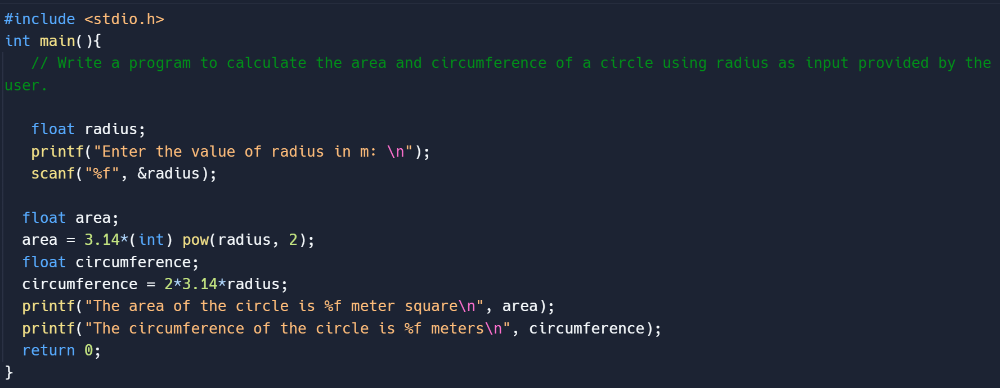 #include <stdio.h>
int main(){
   // Write a program to calculate the area and circumference of a circle using radius as input provided by the
user.

   float radius;
   printf("Enter the value of radius in m: \n");
   scanf("%f", &radius);

  float area;
  area = 3.14*(int) pow(radius, 2);
  float circumference;
  circumference = 2*3.14*radius;
  printf("The area of the circle is %f meter square\n", area);
  printf("The circumference of the circle is %f meters\n", circumference);
  return 0;
}